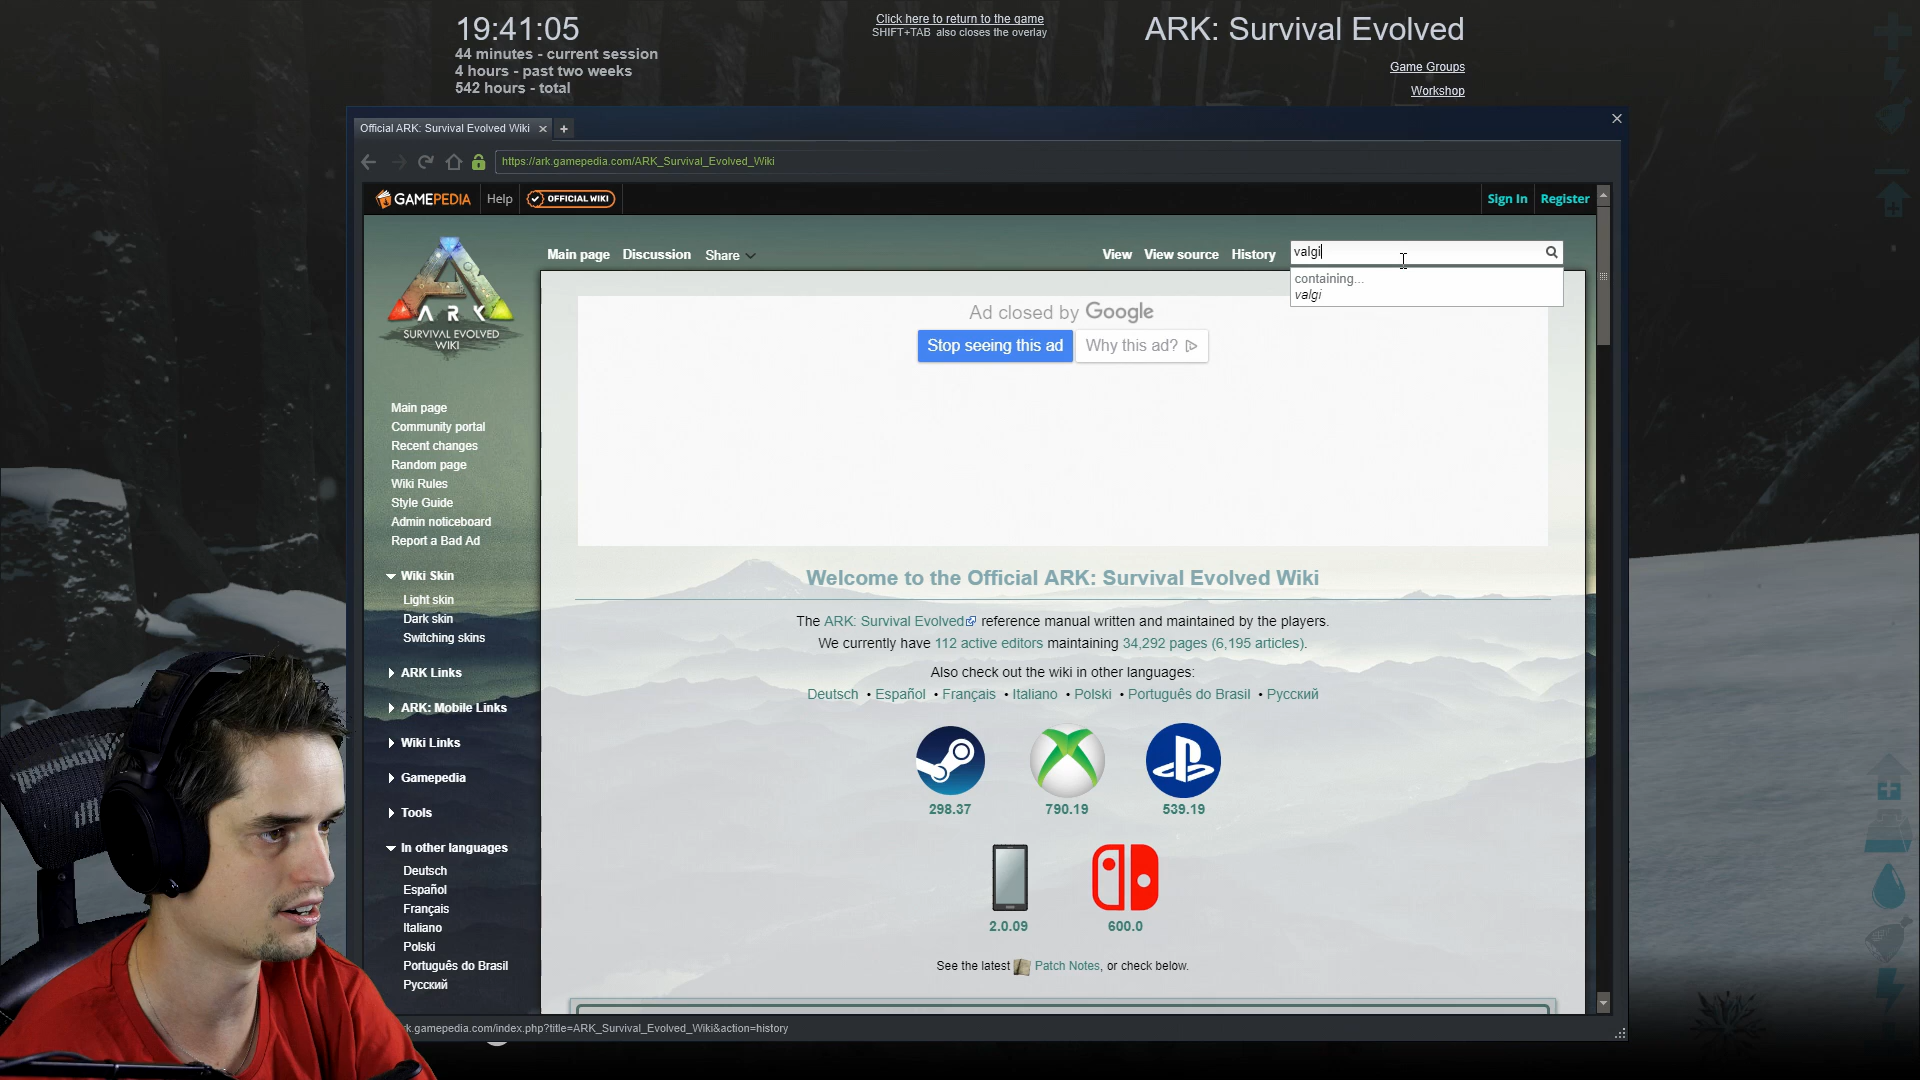 19:41:05
44 minutes - current session
4 hours - past two weeks
542 hours - total
Click here to return to the game
SHIFT+TAB also closes the overlay
ARK: Survival Evolved
Game Groups
Workshop
Official ARK: Survival Evolved Wiki
https://ark.gamepedia.com/ARK_Survival_Evolved_Wiki
GAMEPEDIA
Help
OFFICIAL WIKI
Sign In
Register
ARK
SURVIVAL EVOLVED
WIKI
Main page
Discussion
Share
View
View source
History
valgi
containing...
valgi
Ad closed by Google
Stop seeing this ad
Why this ad?
Main page
Community portal
Recent changes
Random page
Wiki Rules
Style Guide
Admin noticeboard
Report a Bad Ad
Wiki Skin
Light skin
Dark skin
Switching skins
ARK Links
ARK: Mobile Links
Wiki Links
Gamepedia
Tools
In other languages
Deutsch
Español
Français
Italiano
Polski
Português do Brasil
Русский
Welcome to the Official ARK: Survival Evolved Wiki
The ARK: Survival Evolved reference manual written and maintained by the players.
We currently have 112 active editors maintaining 34,292 pages (6,195 articles).
Also check out the wiki in other languages:
Deutsch • Español • Français • Italiano • Polski • Português do Brasil • Русский
298.37
790.19
539.19
2.0.09
600.0
See the latest Patch Notes, or check below.
rk.gamepedia.com/index.php?title=ARK_Survival_Evolved_Wiki&action=history